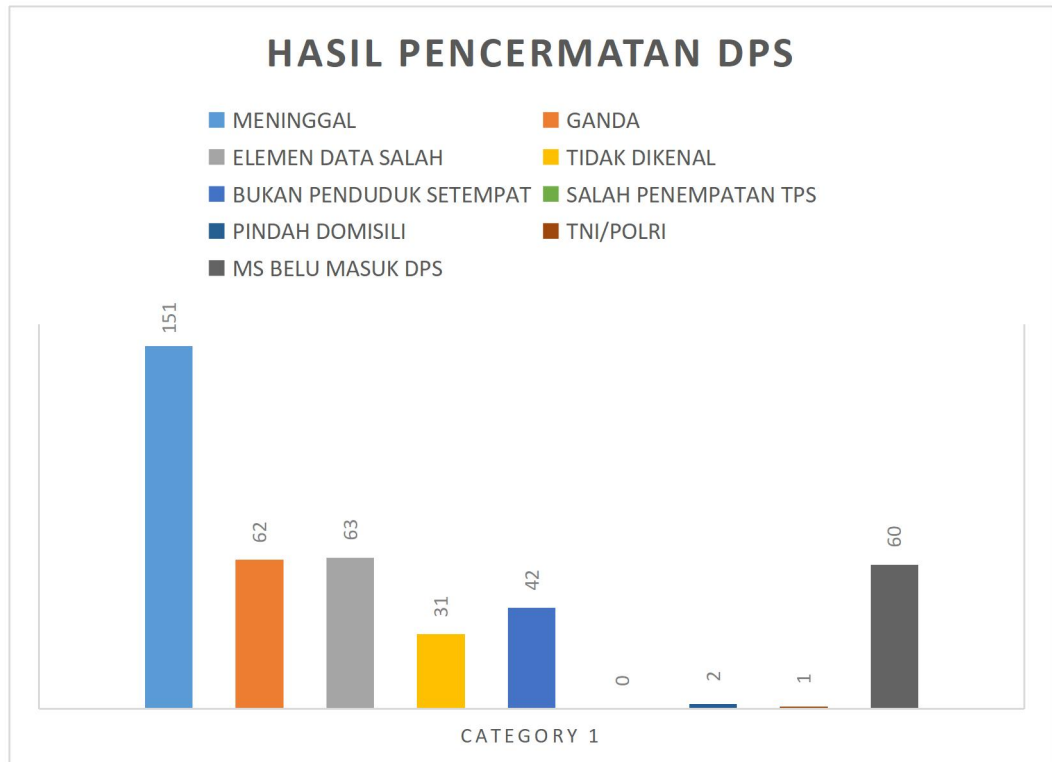 HASIL PENCERMATAN DPS
MENINGGAL GANDA
ELEMEN DATA SALAH TIDAK DIKENAL
BUKAN PENDUDUK SETEMPAT SALAH PENEMPATAN TPS
PINDAH DOMISILI TNI/POLRI
MS BELU MASUK DPS
151
62
63
31
42
0
2
1
60
CATEGORY 1